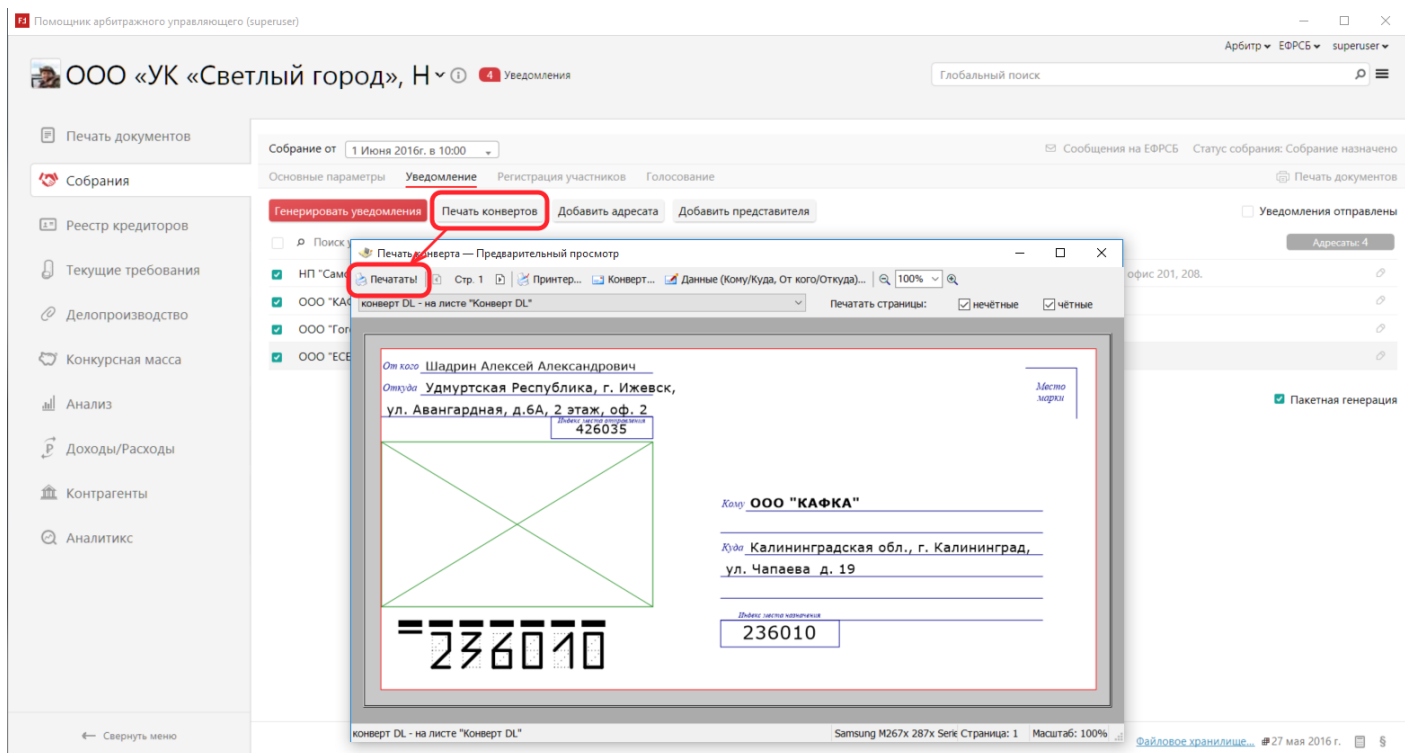 Помощник арбитражного управляющего (superuser)
Арбитр ЕФРСБ superuser
ООО «УК «Светлый город», Н 4 Уведомления
Глобальный поиск
Печать документов
Собрания
Реестр кредиторов
Текущие требования
Делопроизводство
Конкурсная масса
Анализ
Доходы/Расходы
Контрагенты
Аналитикс
Свернуть меню
Собрание от 1 Июня 2016г. в 10:00
Сообщения на ЕФРСБ Статус собрания: Собрание назначено
Основные параметры Уведомление Регистрация участников Голосование
Печать документов
Генерировать уведомления Печать конвертов Добавить адресата Добавить представителя
Уведомления отправлены
Поиск
Адресаты: 4
НП "Само
офис 201, 208.
ООО "КАФ
ООО "Гор
ООО "ЕСЕ
Пакетная генерация
Печать конверта — Предварительный просмотр
Печатать! Стр. 1 Принтер... Конверт... Данные (Кому/Куда, От кого/Откуда)... 100%
конверт DL - на листе "Конверт DL" Печатать страницы: нечётные чётные
От кого Шадрин Алексей Александрович
Откуда Удмуртская Республика, г. Ижевск,
ул. Авангардная, д.6А, 2 этаж, оф. 2
Индекс места отправления
426035
Место
марки
Кому ООО "КАФКА"
Куда Калининградская обл., г. Калининград,
ул. Чапаева д. 19
Индекс места назначения
236010
236010
конверт DL - на листе "Конверт DL" Samsung M267x 287x Serie Страница: 1 Масштаб: 100%
Файловое хранилище... #27 мая 2016 г. §